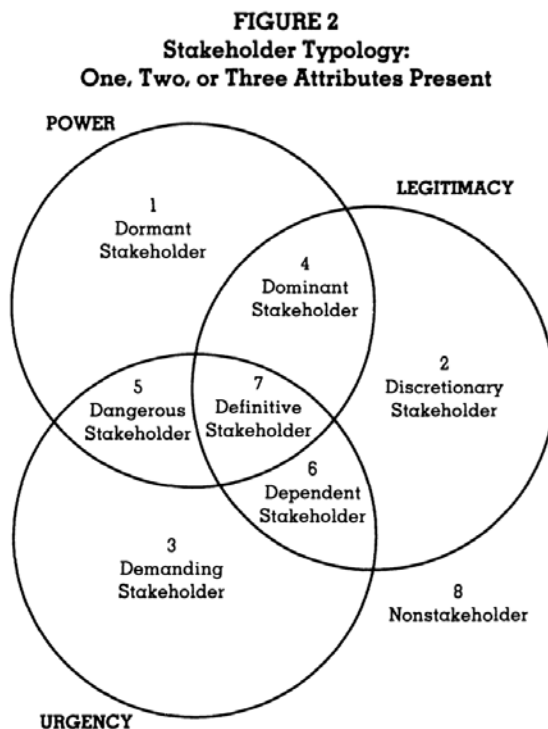 FIGURE 2
Stakeholder Typology:
One, Two, or Three Attributes Present
POWER
LEGITIMACY
1
Dormant
Stakeholder
4
Dominant
Stakeholder
2
Discretionary
Stakeholder
5
Dangerous
Stakeholder
7
Definitive
Stakeholder
6
Dependent
Stakeholder
3
Demanding
Stakeholder
8
Nonstakeholder
URGENCY